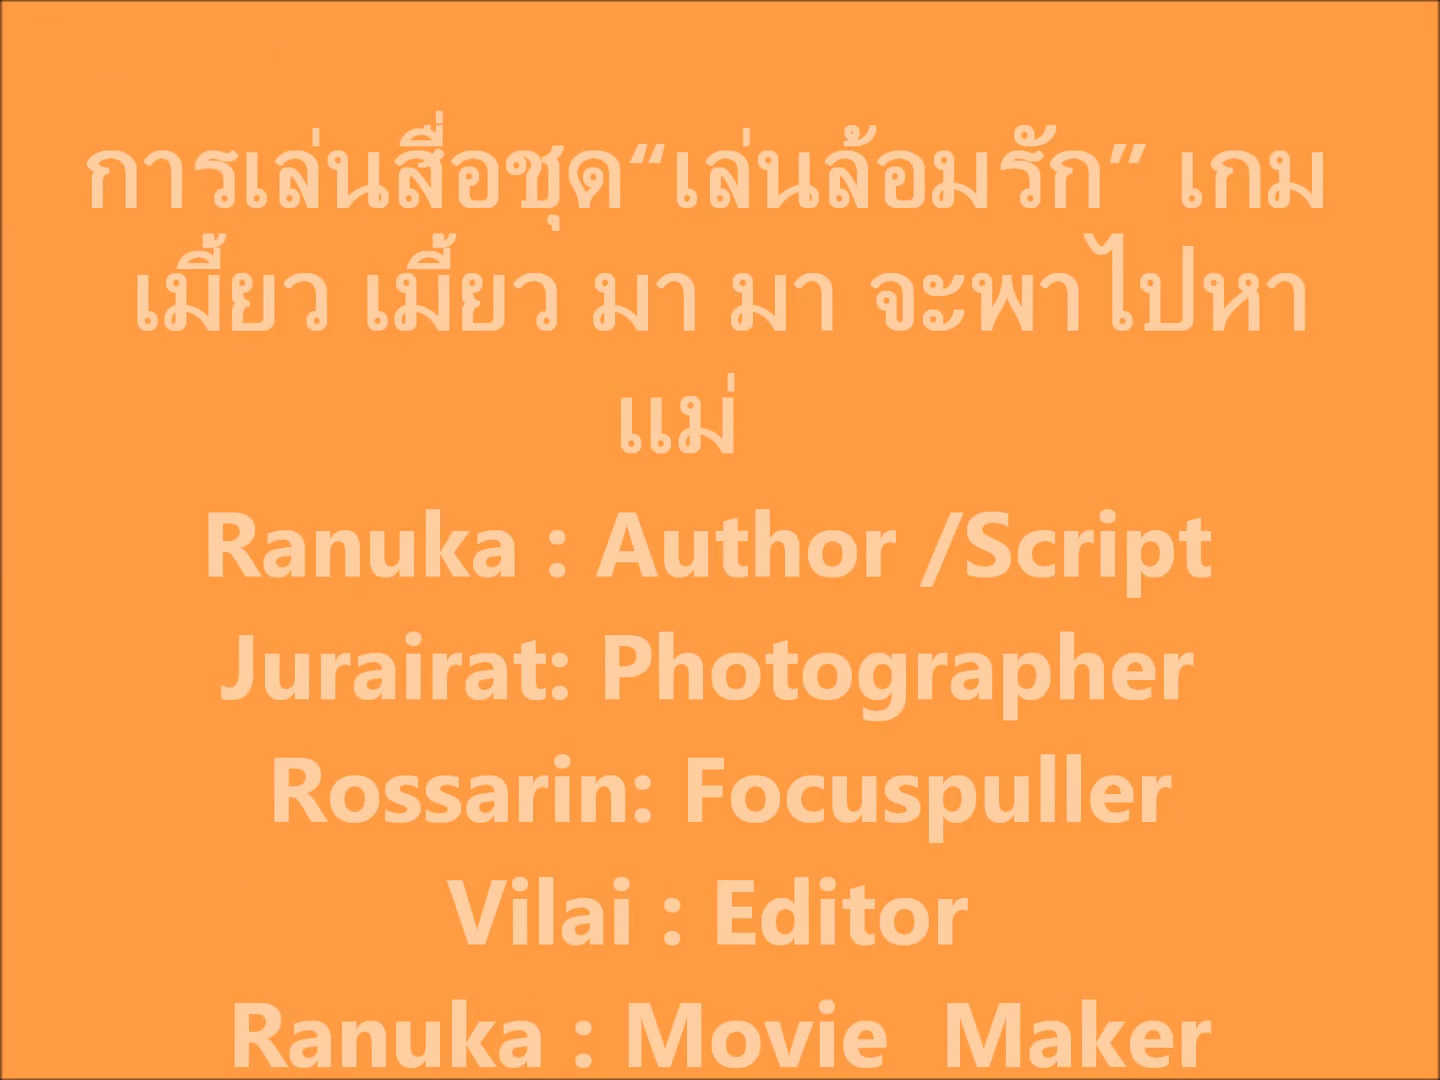 การเล่นสื่อชุด“เล่นล้อมรัก” เกม
เมี้ยว เมี้ยว มา มา จะพาไปหา
แม่
Ranuka : Author /Script
Jurairat: Photographer
Rossarin: Focuspuller
Vilai : Editor
Ranuka : Movie Maker